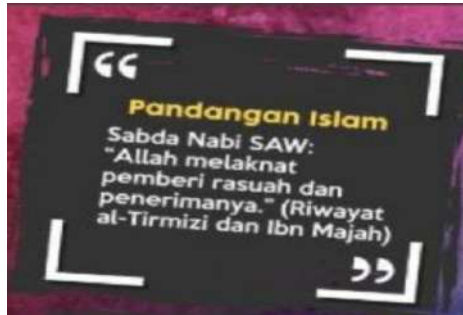 “
Pandangan Islam
Sabda Nabi SAW:
"Allah melaknat
pemberi rasuah dan
penerimanya." (Riwayat
al-Tirmizi dan Ibn Majah)
”